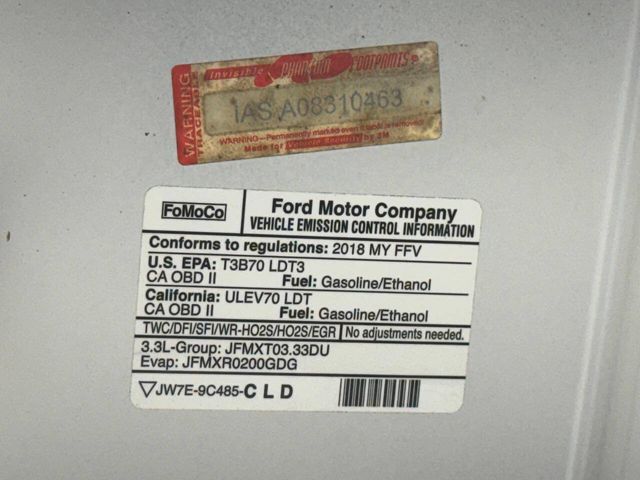 Invisible PHANTOM FOOTPRINTS
WARNING
IAS A08310463
WARNING—Permanently marked even if label is removed
Made for Vehicle Security by 3M
FoMoCo
Ford Motor Company
VEHICLE EMISSION CONTROL INFORMATION
Conforms to regulations: 2018 MY FFV
U.S. EPA: T3B70 LDT3
CA OBD II Fuel: Gasoline/Ethanol
California: ULEV70 LDT
CA OBD II Fuel: Gasoline/Ethanol
TWC/DFI/SFI/WR-HO2S/HO2S/EGR No adjustments needed.
3.3L-Group: JFMXT03.33DU
Evap: JFMXR0200GDG
▽JW7E-9C485-C L D